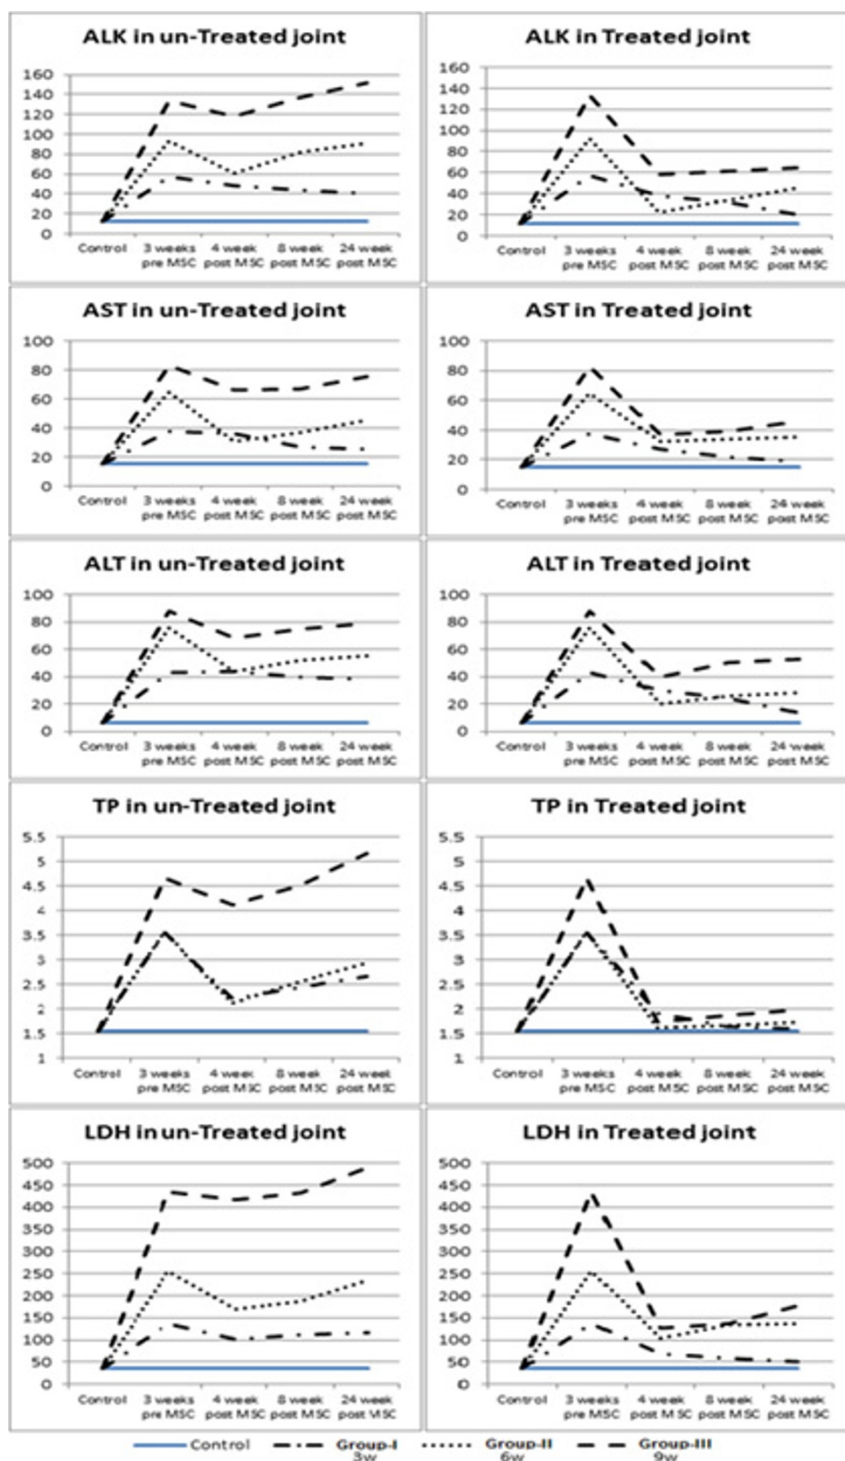 ALK in un-Treated joint
160
140
120
100
80
60
40
20
0
Control 3 weeks 4 week 8 week 24 week
pre MSC post MSC post MSC post MSC
ALK in Treated joint
160
140
120
100
80
60
40
20
0
Control 3 weeks 4 week 8 week 24 week
pre MSC post MSC post MSC post MSC
AST in un-Treated joint
100
80
60
40
20
0
Control 3 weeks 4 week 8 week 24 week
pre MSC post MSC post MSC post MSC
AST in Treated joint
100
80
60
40
20
0
Control 3 weeks 4 week 8 week 24 week
pre MSC post MSC post MSC post MSC
ALT in un-Treated joint
100
80
60
40
20
0
Control 3 weeks 4 week 8 week 24 week
pre MSC post MSC post MSC post MSC
ALT in Treated joint
100
80
60
40
20
0
Control 3 weeks 4 week 8 week 24 week
pre MSC post MSC post MSC post MSC
TP in un-Treated joint
5.5
5
4.5
4
3.5
3
2.5
2
1.5
1
Control 3 weeks 4 week 8 week 24 week
pre MSC post MSC post MSC post MSC
TP in Treated joint
5.5
5
4.5
4
3.5
3
2.5
2
1.5
1
Control 3 weeks 4 week 8 week 24 week
pre MSC post MSC post MSC post MSC
LDH in un-Treated joint
500
450
400
350
300
250
200
150
100
50
0
Control 3 weeks 4 week 8 week 24 week
pre MSC post MSC post MSC post MSC
LDH in Treated joint
500
450
400
350
300
250
200
150
100
50
0
Control 3 weeks 4 week 8 week 24 week
pre MSC post MSC post MSC post MSC
Control Group-I Group-II Group-III
3w 6w 9w